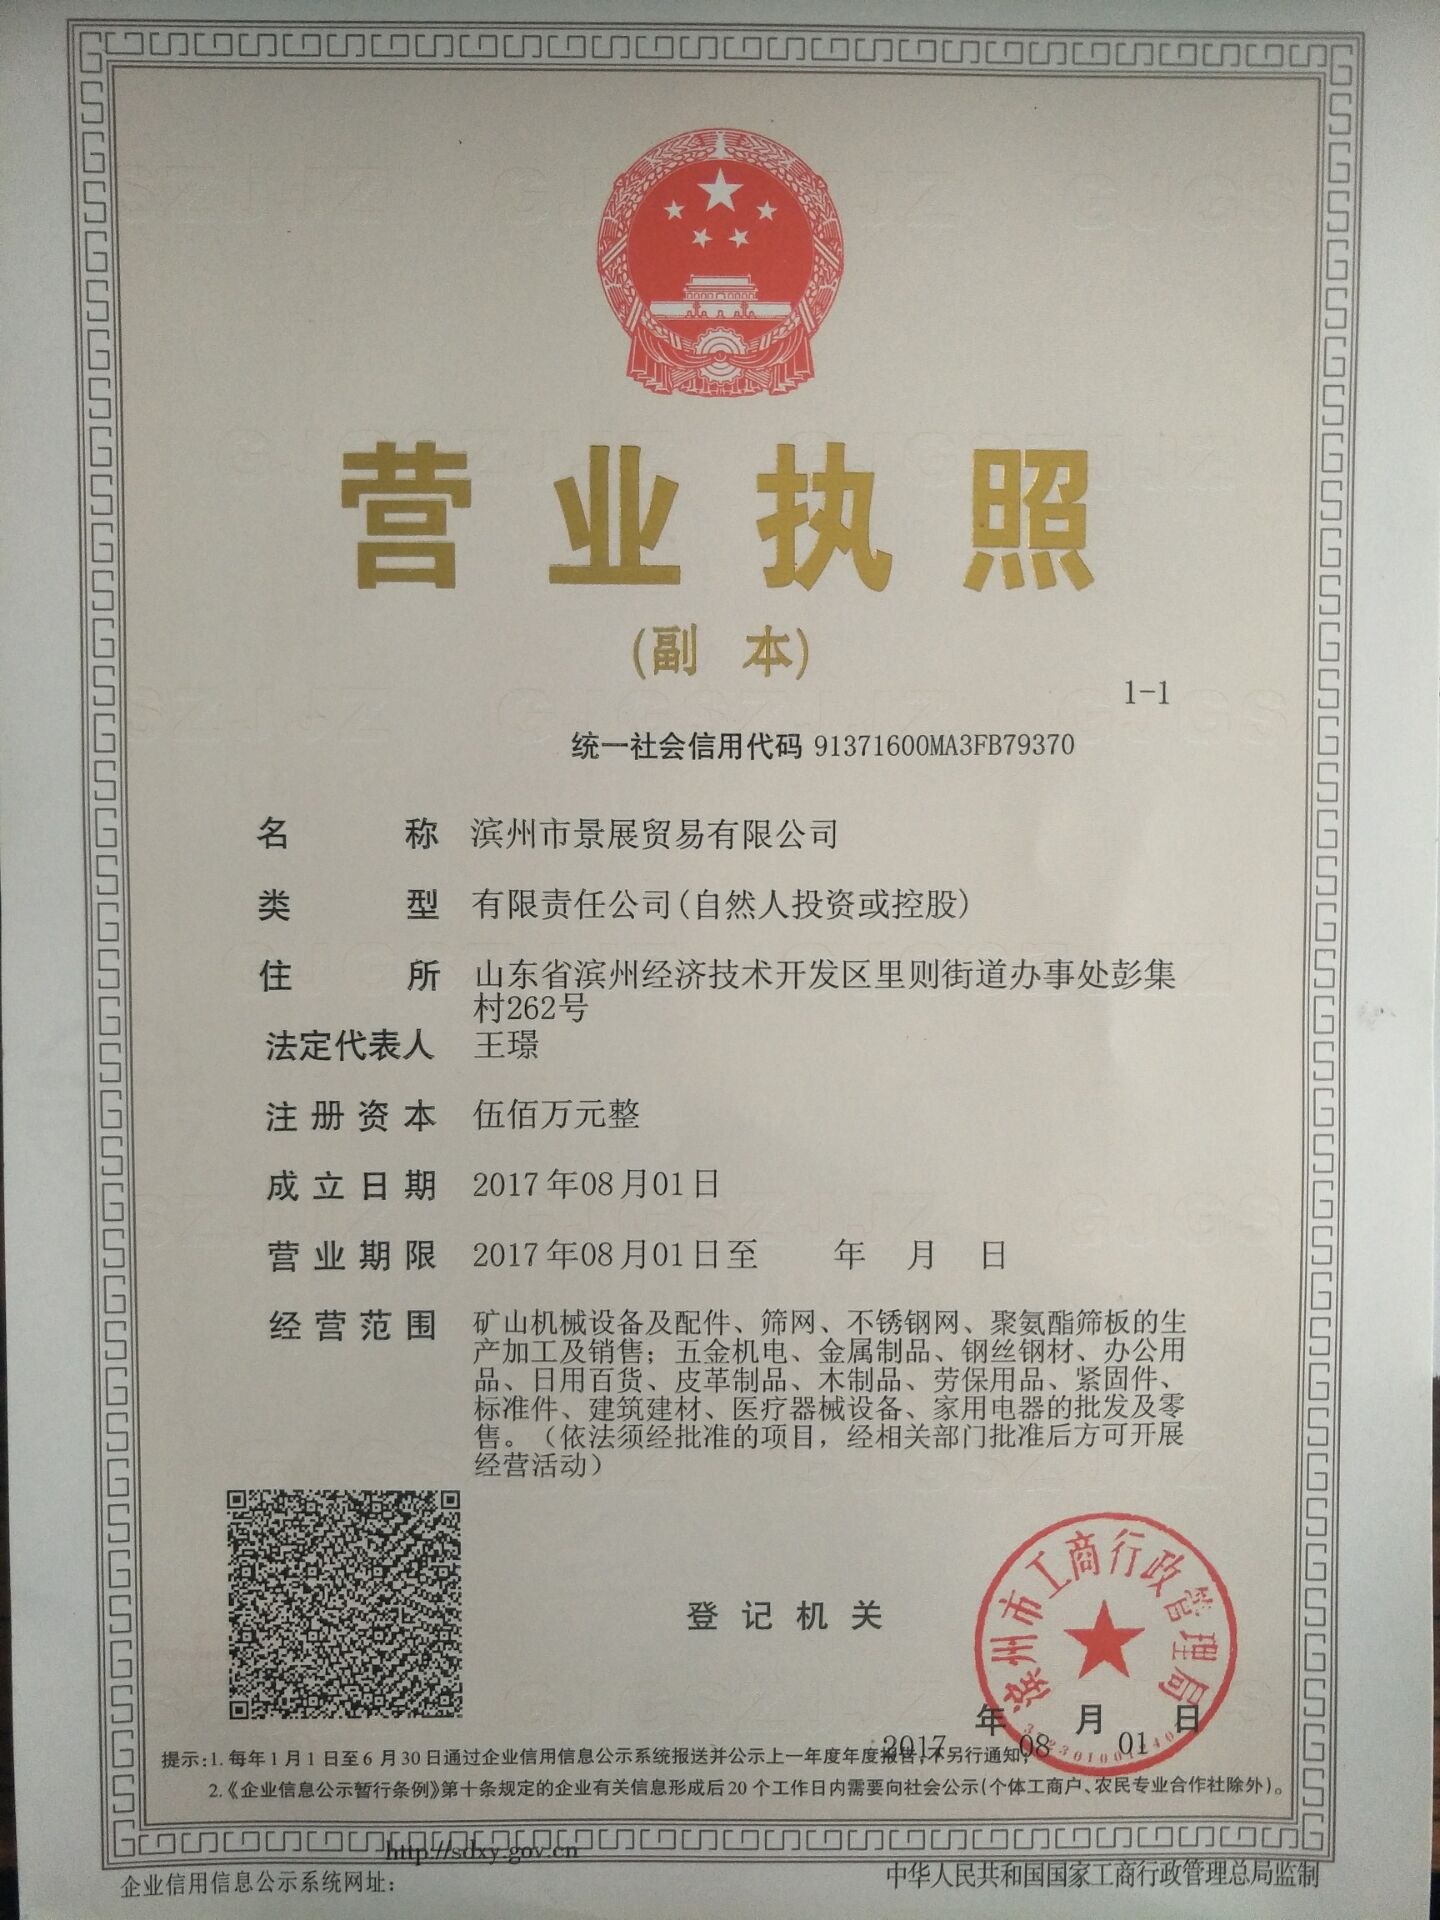 营业执照
(副 本)
1-1
统一社会信用代码 91371600MA3FB79370
名 称 滨州市景展贸易有限公司
类 型 有限责任公司(自然人投资或控股)
住 所 山东省滨州经济技术开发区里则街道办事处彭集
村262号
法定代表人 王璟
注册资本 伍佰万元整
成立日期 2017年08月01日
营业期限 2017年08月01日至 年 月 日
经营范围 矿山机械设备及配件、筛网、不锈钢网、聚氨酯筛板的生
产加工及销售；五金机电、金属制品、钢丝钢材、办公用
品、日用百货、皮革制品、木制品、劳保用品、紧固件、
标准件、建筑建材、医疗器械设备、家用电器的批发及零
售。（依法须经批准的项目，经相关部门批准后方可开展
经营活动）
登记机关
滨州市工商行政管理局
年 月 日
2017 08 01
提示：1. 每年1月1日至6月30日通过企业信用信息公示系统报送并公示上一年度年度报告，不另行通知；
2.《企业信息公示暂行条例》第十条规定的企业有关信息形成后20个工作日内需要向社会公示(个体工商户、农民专业合作社除外)。
http://sdxy.gov.cn
企业信用信息公示系统网址：
中华人民共和国国家工商行政管理总局监制